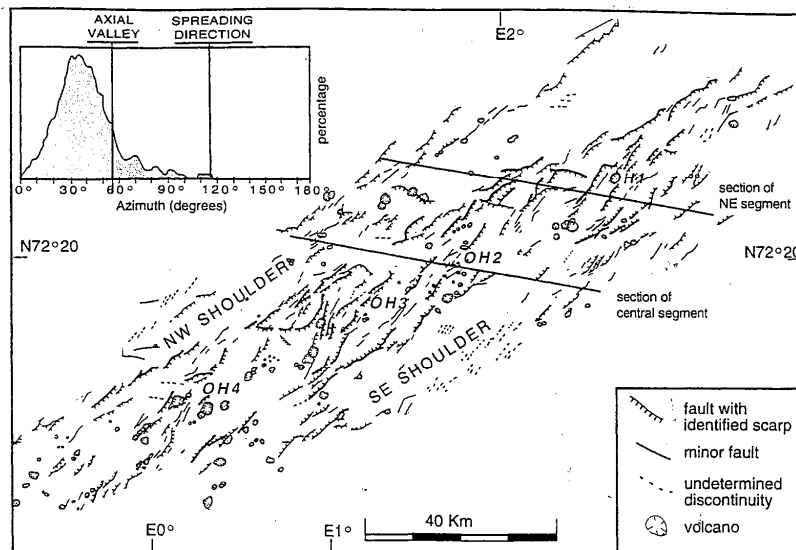 AXIAL
VALLEY
SPREADING
DIRECTION
percentage
0° 30° 60° 90° 120° 150° 180°
Azimuth (degrees)
E2°
OH1
section of
NE segment
N72°20
N72°20
OH2
section of
central segment
NW SHOULDER
OH3
SE SHOULDER
OH4
fault with
identified scarp
minor fault
undetermined
discontinuity
volcano
E0°
E1°
40 Km